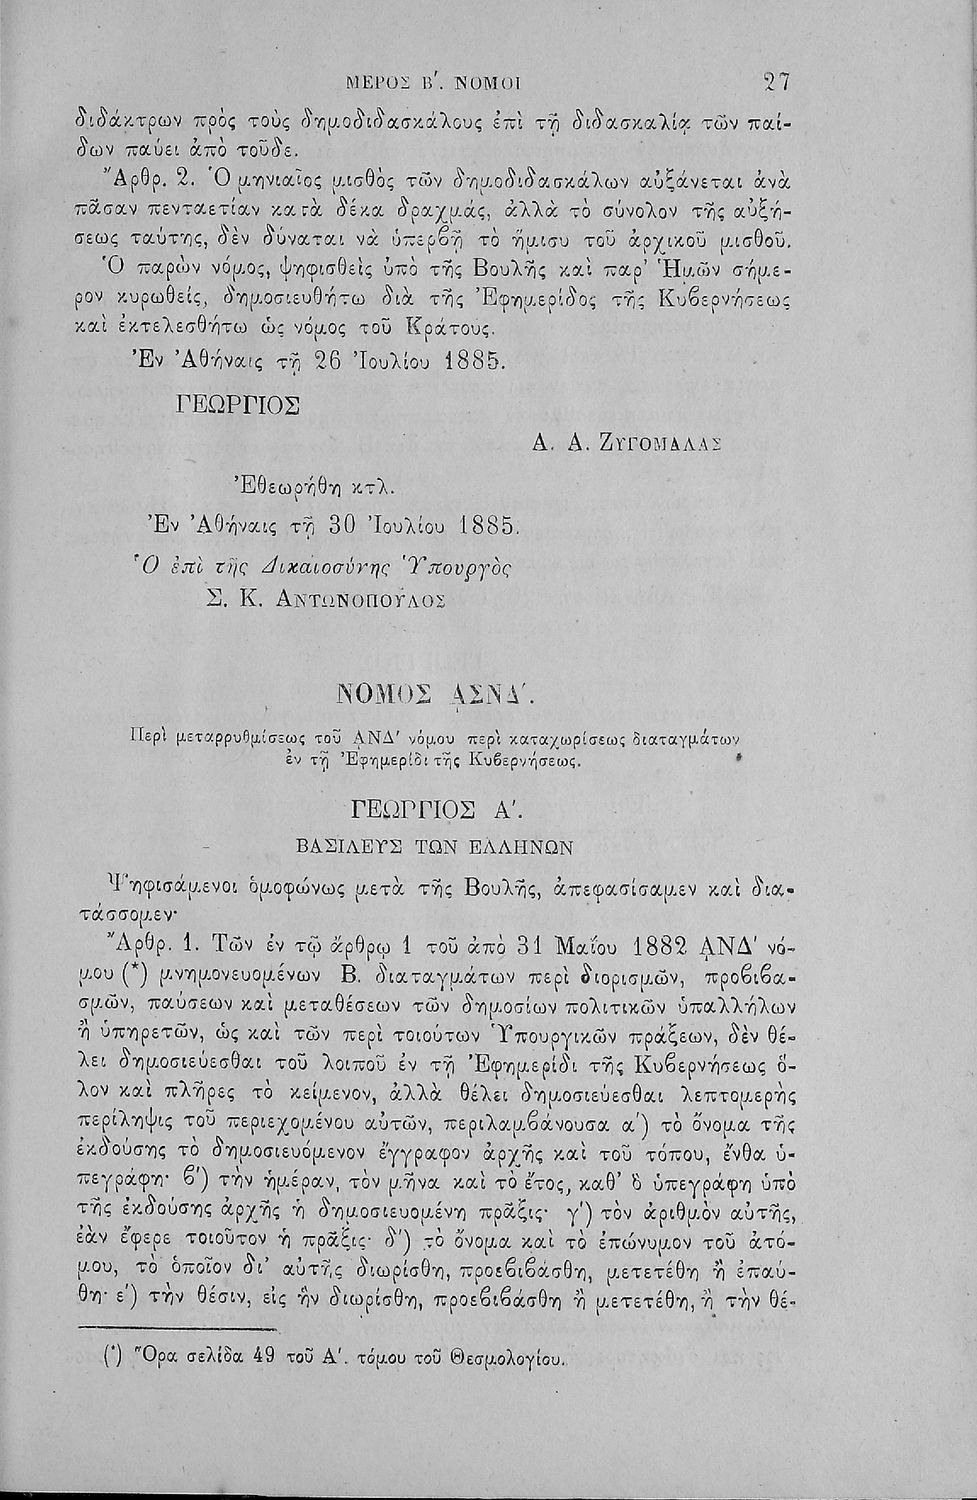 ΜΕΡΟΣ Β΄. ΝΟΜΟΙ 27
διδάκτρων πρὸς τοὺς δημοδιδασκάλους ἐπὶ τῇ διδασκαλίᾳ τῶν παί-
δων παύει ἀπὸ τοῦδε.
Ἄρθρ. 2. Ὁ μηνιαῖος μισθὸς τῶν δημοδιδασκάλων αὐξάνεται ἀνὰ
πᾶσαν πενταετίαν κατὰ δέκα δραχμάς, ἀλλὰ τὸ σύνολον τῆς αὐξή-
σεως ταύτης, δὲν δύναται νὰ ὑπερβῇ τὸ ἥμισυ τοῦ ἀρχικοῦ μισθοῦ.
Ὁ παρὼν νόμος, ψηφισθεὶς ὑπὸ τῆς Βουλῆς καὶ παρ' Ἡμῶν σήμε-
ρον κυρωθείς, δημοσιευθήτω διὰ τῆς Ἐφημερίδος τῆς Κυβερνήσεως
καὶ ἐκτελεσθήτω ὡς νόμος τοῦ Κράτους.
Ἐν Ἀθήναις τῇ 26 Ἰουλίου 1885.
ΓΕΩΡΓΙΟΣ
Α. Α. ΖΥΓΟΜΑΛΑΣ
Ἐθεωρήθη κτλ.
Ἐν Ἀθήναις τῇ 30 Ἰουλίου 1885.
Ὁ ἐπὶ τῆς Δικαιοσύνης Ὑπουργὸς
Σ. Κ. ΑΝΤΩΝΟΠΟΥΛΟΣ
ΝΟΜΟΣ ͵ΑΣΝΔ΄.
Περὶ μεταρρυθμίσεως τοῦ ͵ΑΝΔ΄ νόμου περὶ καταχωρίσεως διαταγμάτων
ἐν τῇ Ἐφημερίδι τῆς Κυβερνήσεως.
ΓΕΩΡΓΙΟΣ Α΄.
ΒΑΣΙΛΕΥΣ ΤΩΝ ΕΛΛΗΝΩΝ
Ψηφισάμενοι ὁμοφώνως μετὰ τῆς Βουλῆς, ἀπεφασίσαμεν καὶ δια-
τάσσομεν·
Ἄρθρ. 1. Τῶν ἐν τῷ ἄρθρῳ 1 τοῦ ἀπὸ 31 Μαΐου 1882 ͵ΑΝΔ΄ νό-
μου (*) μνημονευομένων Β. διαταγμάτων περὶ διορισμῶν, προβιβα-
σμῶν, παύσεων καὶ μεταθέσεων τῶν δημοσίων πολιτικῶν ὑπαλλήλων
ἢ ὑπηρετῶν, ὡς καὶ τῶν περὶ τοιούτων Ὑπουργικῶν πράξεων, δὲν θέ-
λει δημοσιεύεσθαι τοῦ λοιποῦ ἐν τῇ Ἐφημερίδι τῆς Κυβερνήσεως ὅ-
λον καὶ πλῆρες τὸ κείμενον, ἀλλὰ θέλει δημοσιεύεσθαι λεπτομερὴς
περίληψις τοῦ περιεχομένου αὐτῶν, περιλαμβάνουσα α΄) τὸ ὄνομα τῆς
ἐκδούσης τὸ δημοσιευόμενον ἔγγραφον ἀρχῆς καὶ τοῦ τόπου, ἔνθα ὑ-
πεγράφη· β΄) τὴν ἡμέραν, τὸν μῆνα καὶ τὸ ἔτος, καθ' ὃ ὑπεγράφη ὑπὸ
τῆς ἐκδούσης ἀρχῆς ἡ δημοσιευομένη πρᾶξις· γ΄) τὸν ἀριθμὸν αὐτῆς,
ἐὰν ἔφερε τοιοῦτον ἡ πρᾶξις· δ΄) τὸ ὄνομα καὶ τὸ ἐπώνυμον τοῦ ἀτό-
μου, τὸ ὁποῖον δι' αὐτῆς διωρίσθη, προεβιβάσθη, μετετέθη ἢ ἐπαύ-
θη· ε΄) τὴν θέσιν, εἰς ἣν διωρίσθη, προεβιβάσθη ἢ μετετέθη, ἢ τὴν θέ-
(*) Ὅρα σελίδα 49 τοῦ Α΄. τόμου τοῦ Θεσμολογίου.